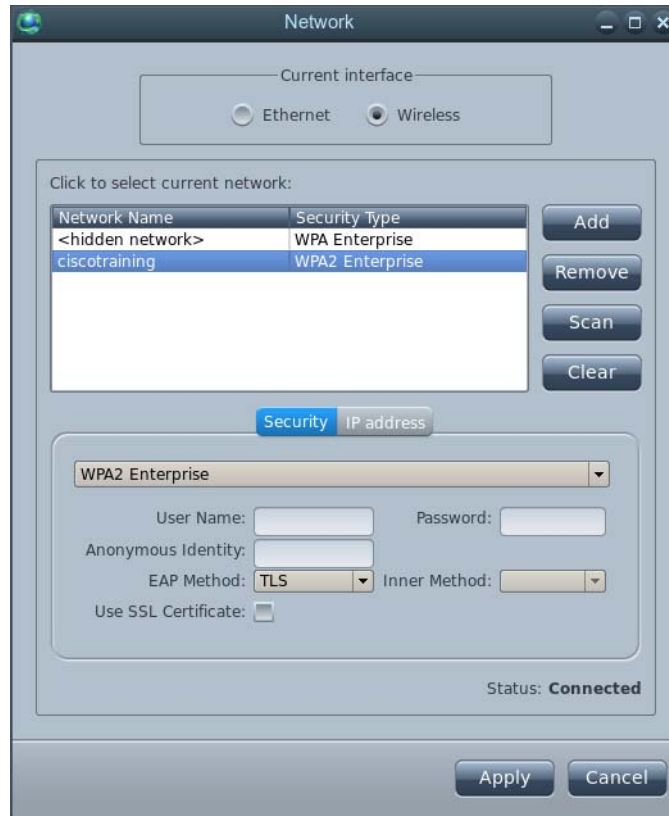 Network
Current interface
Ethernet Wireless
Click to select current network:
Network Name Security Type
<hidden network> WPA Enterprise
ciscotraining WPA2 Enterprise
Add
Remove
Scan
Clear
Security IP address
WPA2 Enterprise
User Name: Password:
Anonymous Identity:
EAP Method: TLS Inner Method:
Use SSL Certificate:
Status: Connected
Apply Cancel